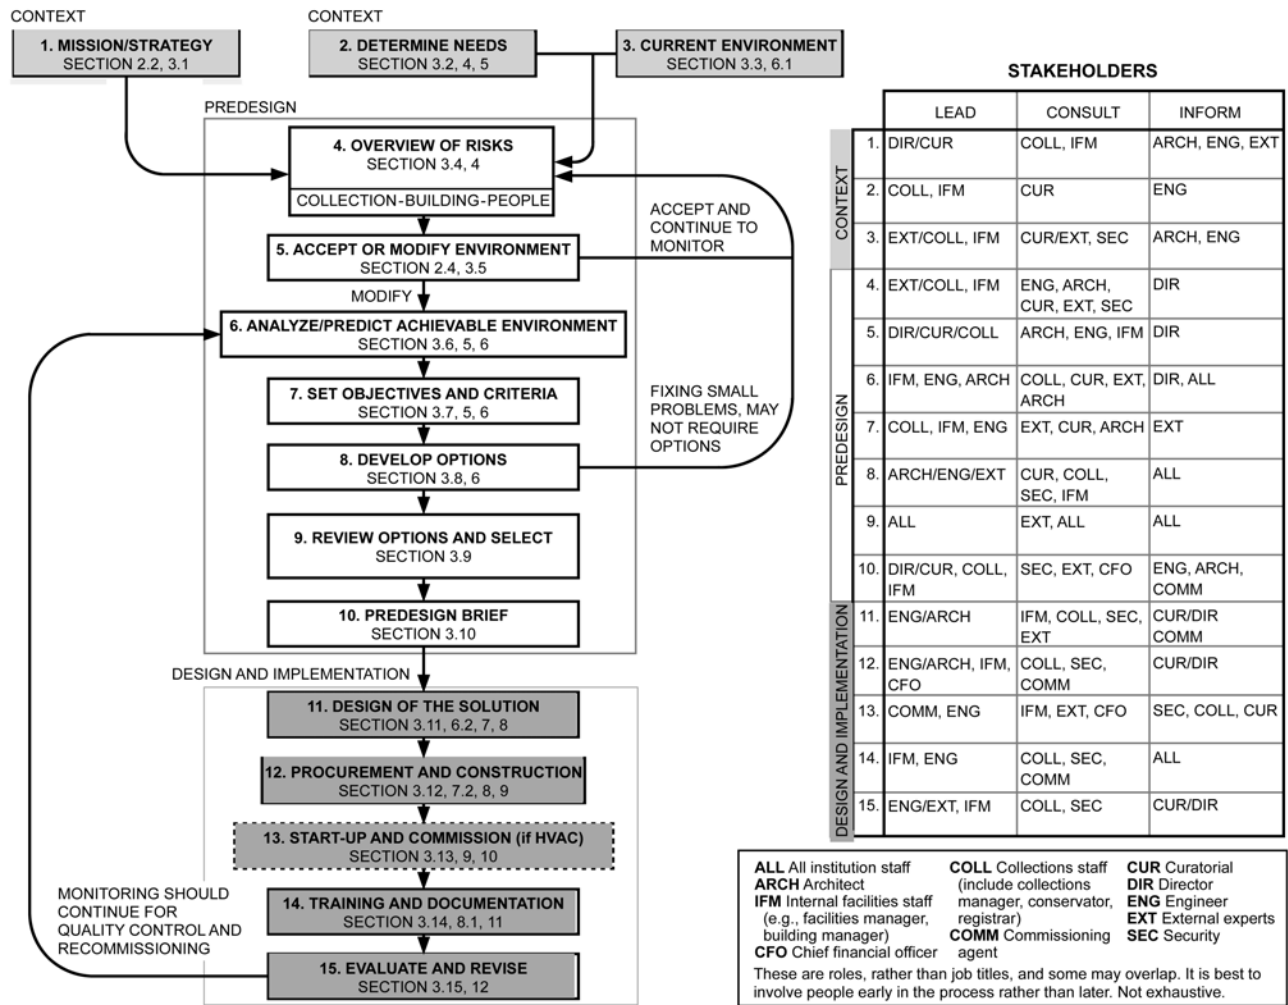 CONTEXT
1. MISSION/STRATEGY
SECTION 2.2, 3.1
CONTEXT
2. DETERMINE NEEDS
SECTION 3.2, 4, 5
3. CURRENT ENVIRONMENT
SECTION 3.3, 6.1
PREDESIGN
4. OVERVIEW OF RISKS
SECTION 3.4, 4
COLLECTION-BUILDING-PEOPLE
5. ACCEPT OR MODIFY ENVIRONMENT
SECTION 2.4, 3.5
ACCEPT AND
CONTINUE TO
MONITOR
MODIFY
6. ANALYZE/PREDICT ACHIEVABLE ENVIRONMENT
SECTION 3.6, 5, 6
7. SET OBJECTIVES AND CRITERIA
SECTION 3.7, 5, 6
FIXING SMALL
PROBLEMS, MAY
NOT REQUIRE
OPTIONS
8. DEVELOP OPTIONS
SECTION 3.8, 6
9. REVIEW OPTIONS AND SELECT
SECTION 3.9
10. PREDESIGN BRIEF
SECTION 3.10
DESIGN AND IMPLEMENTATION
11. DESIGN OF THE SOLUTION
SECTION 3.11, 6.2, 7, 8
12. PROCUREMENT AND CONSTRUCTION
SECTION 3.12, 7.2, 8, 9
13. START-UP AND COMMISSION (if HVAC)
SECTION 3.13, 9, 10
14. TRAINING AND DOCUMENTATION
SECTION 3.14, 8.1, 11
15. EVALUATE AND REVISE
SECTION 3.15, 12
MONITORING SHOULD
CONTINUE FOR
QUALITY CONTROL AND
RECOMMISSIONING
STAKEHOLDERS
LEAD CONSULT INFORM
CONTEXT
1. DIR/CUR COLL, IFM ARCH, ENG, EXT
2. COLL, IFM CUR ENG
3. EXT/COLL, IFM CUR/EXT, SEC ARCH, ENG
PREDESIGN
4. EXT/COLL, IFM ENG, ARCH, DIR
CUR, EXT, SEC
5. DIR/CUR/COLL ARCH, ENG, IFM DIR
6. IFM, ENG, ARCH COLL, CUR, EXT, DIR, ALL
ARCH
7. COLL, IFM, ENG EXT, CUR, ARCH EXT
8. ARCH/ENG/EXT CUR, COLL, ALL
SEC, IFM
9. ALL EXT, ALL ALL
10. DIR/CUR, COLL, SEC, EXT, CFO ENG, ARCH,
IFM COMM
DESIGN AND IMPLEMENTATION
11. ENG/ARCH IFM, COLL, SEC, CUR/DIR
EXT COMM
12. ENG/ARCH, IFM, COLL, SEC, CUR/DIR
CFO COMM
13. COMM, ENG IFM, EXT, CFO SEC, COLL, CUR
14. IFM, ENG COLL, SEC, ALL
COMM
15. ENG/EXT, IFM COLL, SEC CUR/DIR
ALL All institution staff
ARCH Architect
IFM Internal facilities staff
(e.g., facilities manager,
building manager)
CFO Chief financial officer
COLL Collections staff
(include collections
manager, conservator,
registrar)
COMM Commissioning
agent
CUR Curatorial
DIR Director
ENG Engineer
EXT External experts
SEC Security
These are roles, rather than job titles, and some may overlap. It is best to
involve people early in the process rather than later. Not exhaustive.